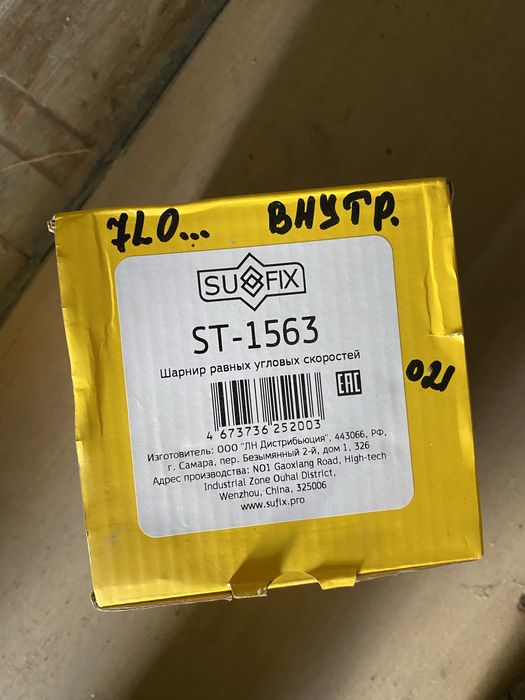 7L0... ВНУТР.
SUFIX
ST-1563
Шарнир равных угловых скоростей
EAC
021
4 673736 252003
Изготовитель: ООО "ЛН Дистрибьюция", 443066, РФ,
г. Самара, пер. Безымянный 2-й, дом 1, 326
Адрес производства: NO1 Gaoxiang Road, High-tech
Industrial Zone Ouhai District,
Wenzhou, China, 325006
www.sufix.pro